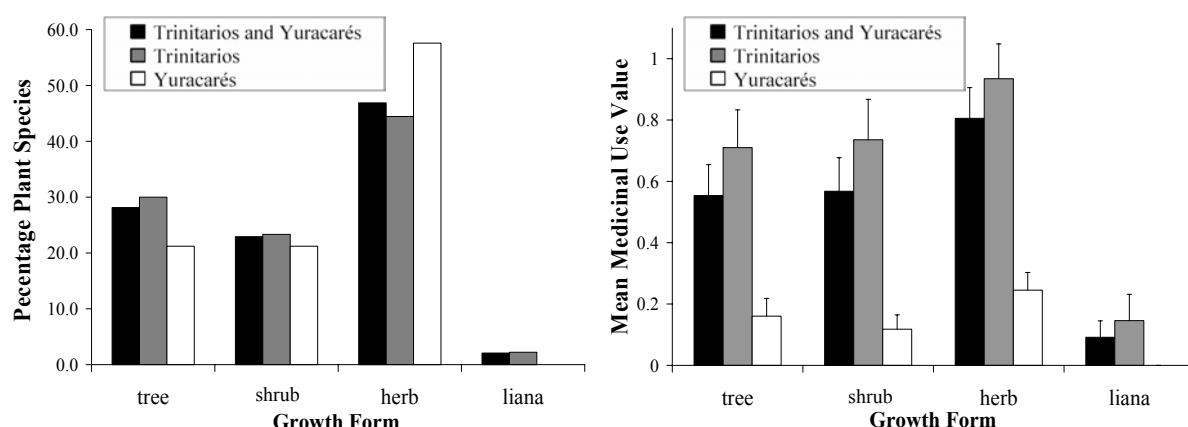 60.0
50.0
40.0
30.0
20.0
10.0
0.0
Pecentage Plant Species
Trinitarios and Yuracarés
Trinitarios
Yuracarés
tree shrub herb liana
Growth Form
1
0.8
0.6
0.4
0.2
0
Mean Medicinal Use Value
Trinitarios and Yuracarés
Trinitarios
Yuracarés
tree shrub herb liana
Growth Form